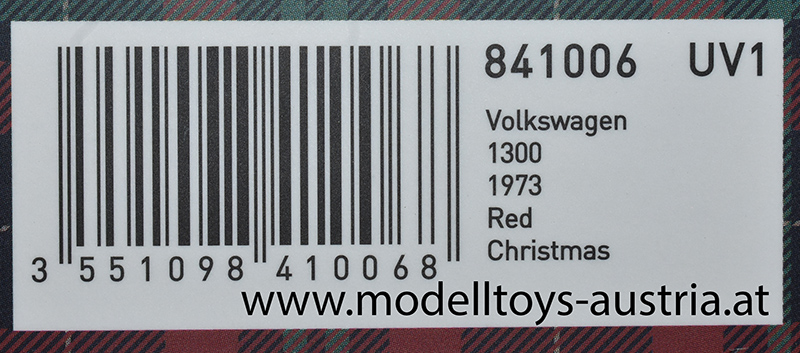 841006 UV1
Volkswagen
1300
1973
Red
Christmas
3 551098 410068
www.modelltoys-austria.at